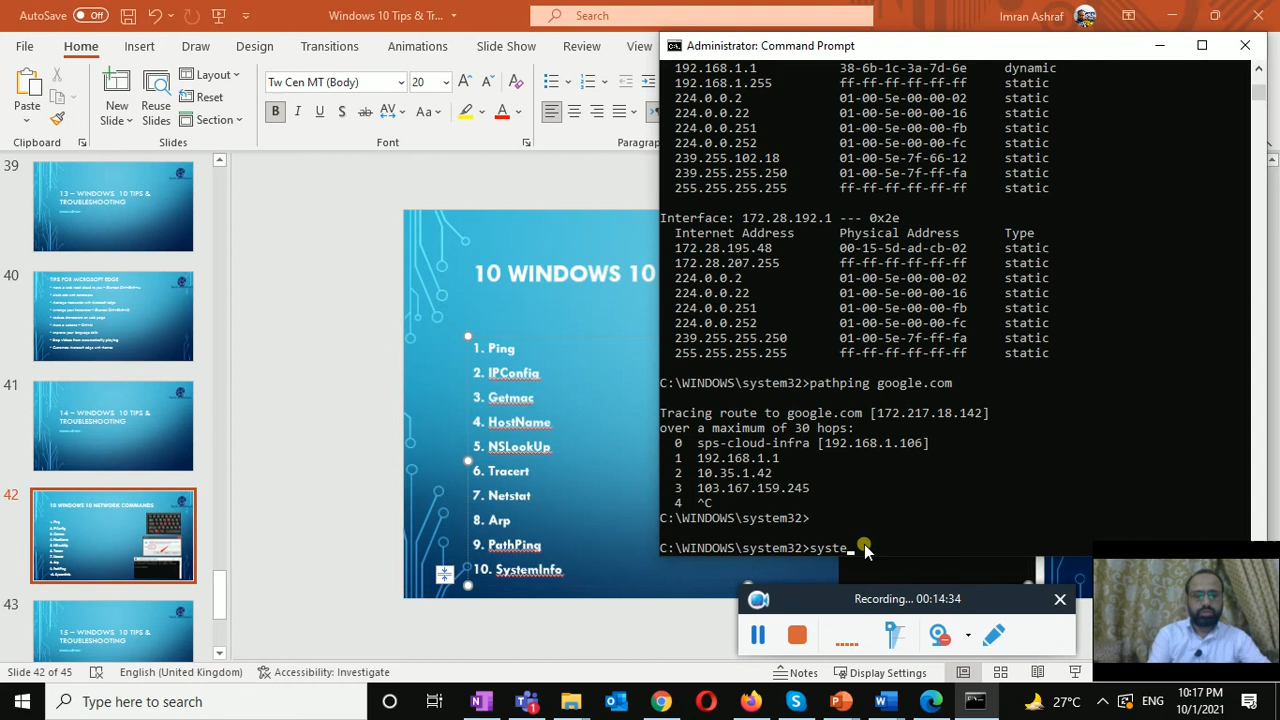 AutoSave Off
Windows 10 Tips & Tr...
Search
Imran Ashraf
File Home Insert Draw Design Transitions Animations Slide Show Review View
Paste
New Slide
Reuse Slides
Layout
Reset
Section
Tw Cen MT (Body) 20
B I U S ab AV Aa A
Clipboard Slides Font Paragra
39
13 – WINDOWS 10 TIPS & TROUBLESHOOTING
40
TIPS FOR MICROSOFT EDGE
41
14 – WINDOWS 10 TIPS & TROUBLESHOOTING
42
10 WINDOWS 10 NETWORK COMMANDS
43
15 – WINDOWS 10 TIPS & TROUBLESHOOTING
10 WINDOWS 10
1. Ping
2. IPConfig
3. Getmac
4. HostName
5. NSLookUp
6. Tracert
7. Netstat
8. Arp
9. PathPing
10. SystemInfo
Administrator: Command Prompt
192.168.1.1 38-6b-1c-3a-7d-6e dynamic
192.168.1.255 ff-ff-ff-ff-ff-ff static
224.0.0.2 01-00-5e-00-00-02 static
224.0.0.22 01-00-5e-00-00-16 static
224.0.0.251 01-00-5e-00-00-fb static
224.0.0.252 01-00-5e-00-00-fc static
239.255.102.18 01-00-5e-7f-66-12 static
239.255.255.250 01-00-5e-7f-ff-fa static
255.255.255.255 ff-ff-ff-ff-ff-ff static
Interface: 172.28.192.1 --- 0x2e
Internet Address Physical Address Type
172.28.195.48 00-15-5d-ad-cb-02 static
172.28.207.255 ff-ff-ff-ff-ff-ff static
224.0.0.2 01-00-5e-00-00-02 static
224.0.0.22 01-00-5e-00-00-16 static
224.0.0.251 01-00-5e-00-00-fb static
224.0.0.252 01-00-5e-00-00-fc static
239.255.255.250 01-00-5e-7f-ff-fa static
255.255.255.255 ff-ff-ff-ff-ff-ff static
C:\WINDOWS\system32>pathping google.com
Tracing route to google.com [172.217.18.142]
over a maximum of 30 hops:
0 sps-cloud-infra [192.168.1.106]
1 192.168.1.1
2 10.35.1.42
3 103.167.159.245
4 ^C
C:\WINDOWS\system32>
C:\WINDOWS\system32>syste
Recording... 00:14:34
Slide 42 of 45 English (United Kingdom) Accessibility: Investigate Notes Display Settings
Type here to search
27°C
ENG
10:17 PM
10/1/2021